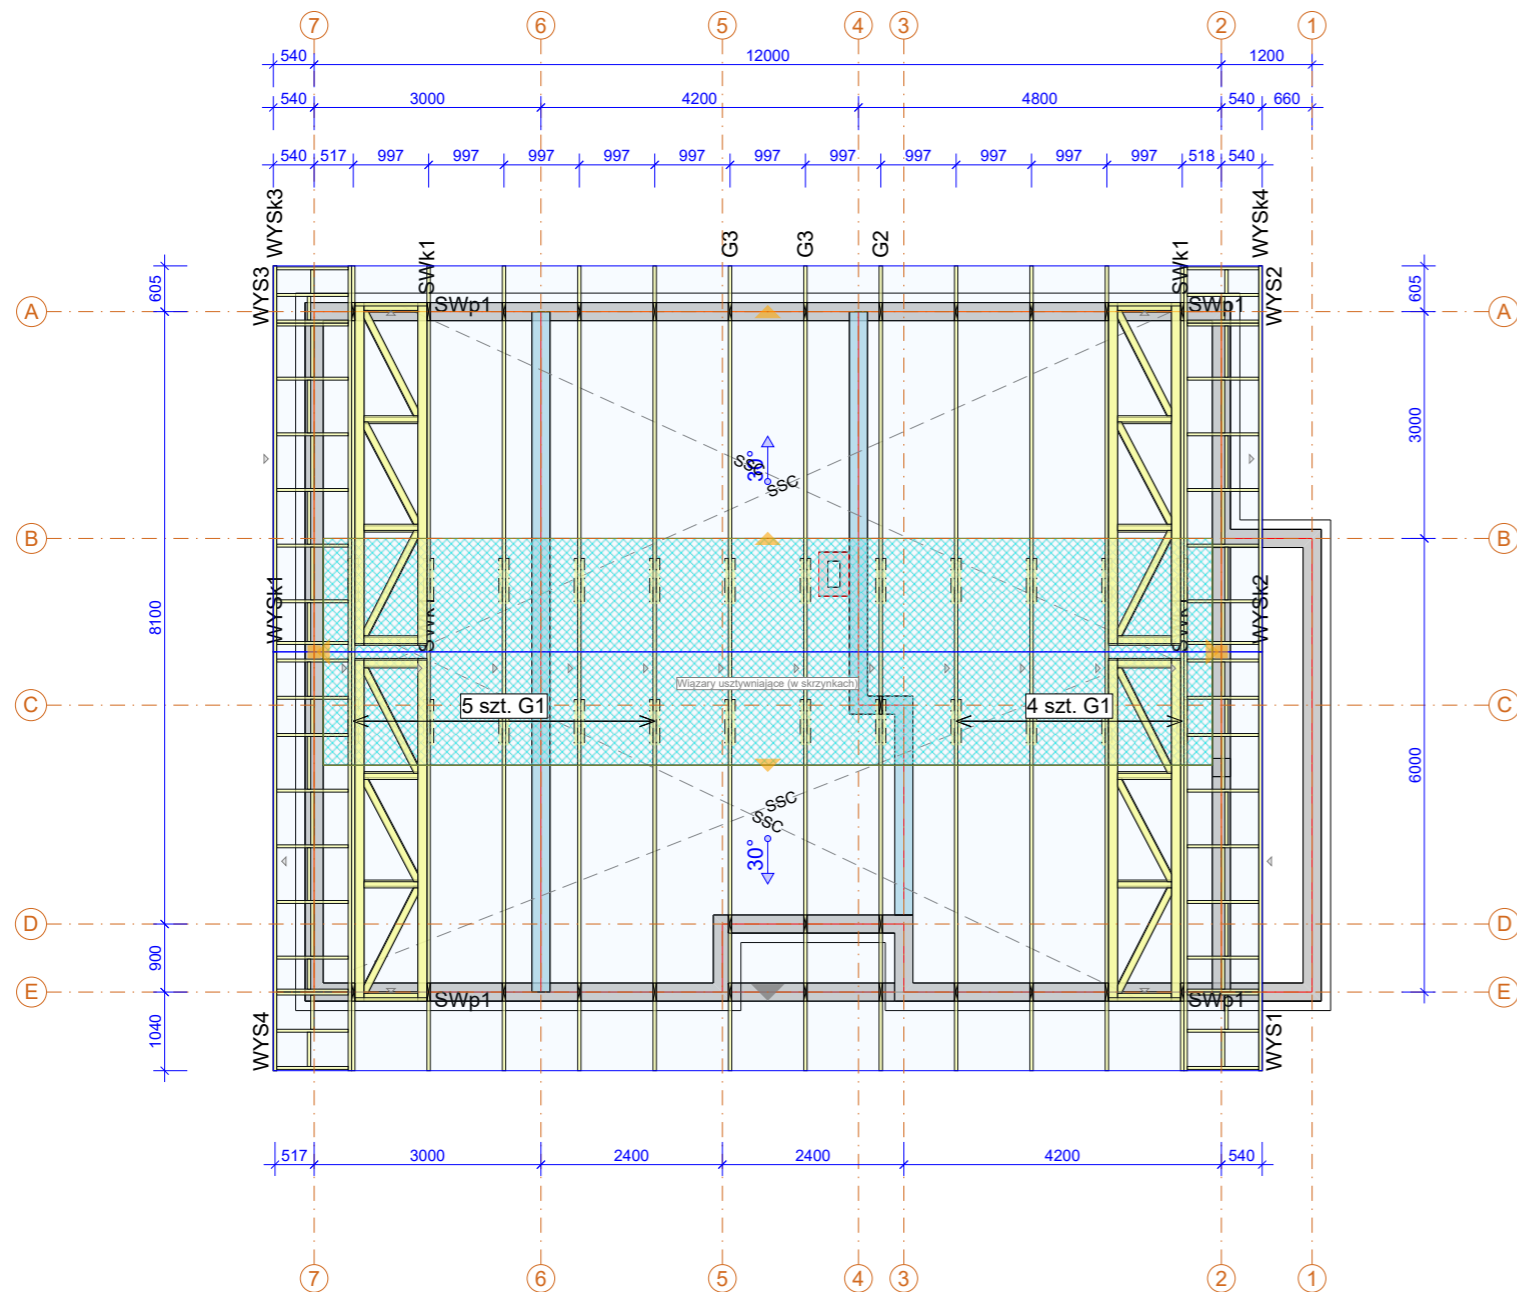 7 6 5 4 3 2 1
540 12000 1200
540 3000 4200 4800 540 660
540 517 997 997 997 997 997 997 997 997 997 997 997 518 540
WYSk3 WYSk4
G3 G3 G2
WYS3 SWk1 SWk1 WYS2
605 605
SWp1 SWp1
A A
3000
30°
SSC
SSC
B B
8100
WYSk1 WYSk2
SWk1 SWk1
Wiązary usztywniające (w skrzynkach)
5 szt. G1 4 szt. G1
C C
6000
SSC
SSC
30°
D D
900
E E
SWp1 SWp1
1040
WYS4 WYS1
517 3000 2400 2400 4200 540
7 6 5 4 3 2 1